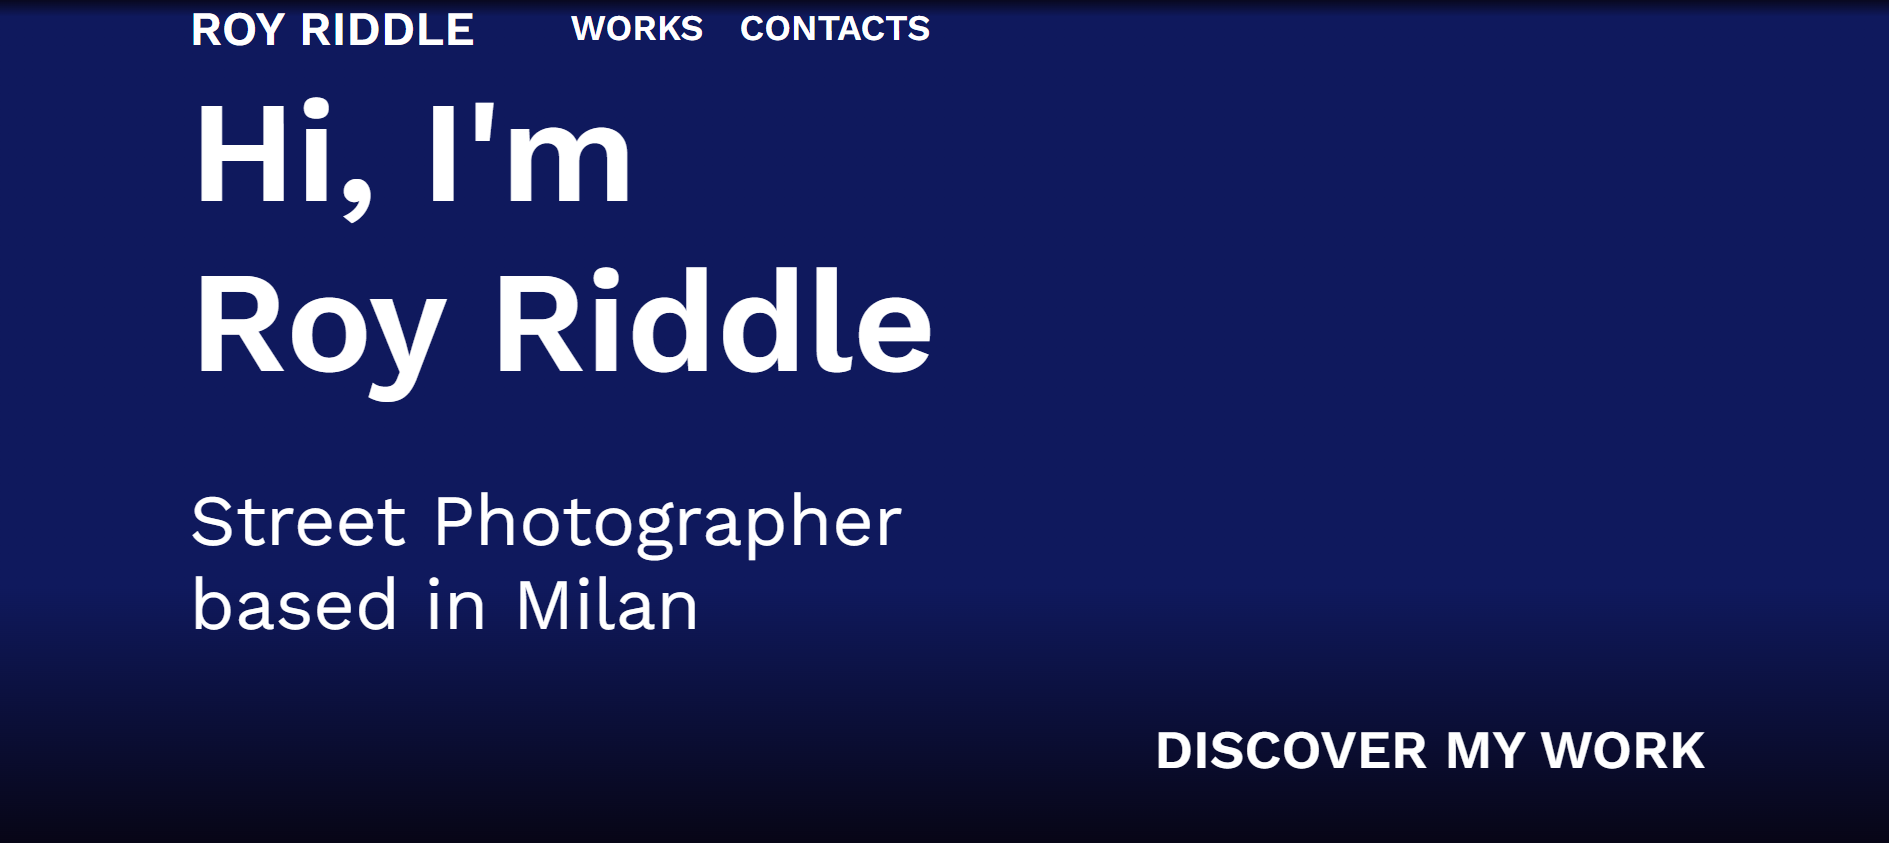 ROY RIDDLE WORKS CONTACTS
Hi, I'm
Roy Riddle
Street Photographer
based in Milan
DISCOVER MY WORK